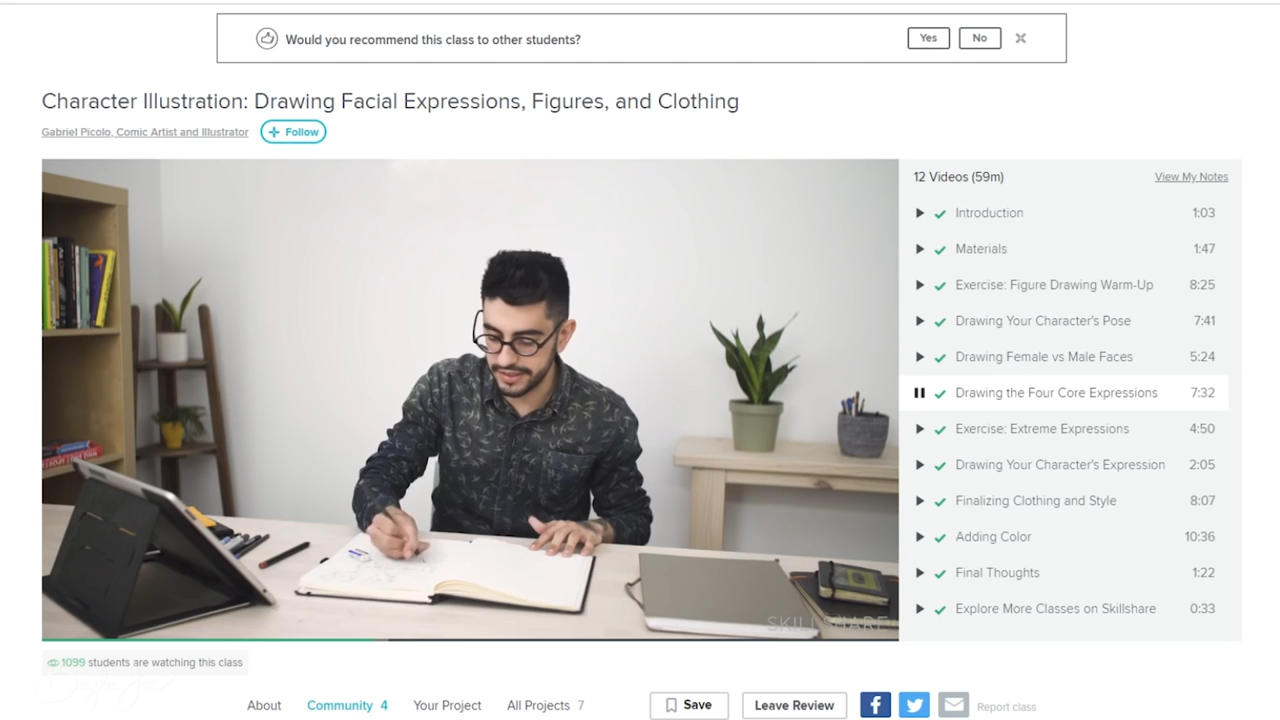 Would you recommend this class to other students?
Yes
No
Character Illustration: Drawing Facial Expressions, Figures, and Clothing
Gabriel Picolo, Comic Artist and Illustrator
Follow
12 Videos (59m)
View My Notes
Introduction 1:03
Materials 1:47
Exercise: Figure Drawing Warm-Up 8:25
Drawing Your Character's Pose 7:41
Drawing Female vs Male Faces 5:24
Drawing the Four Core Expressions 7:32
Exercise: Extreme Expressions 4:50
Drawing Your Character's Expression 2:05
Finalizing Clothing and Style 8:07
Adding Color 10:36
Final Thoughts 1:22
Explore More Classes on Skillshare 0:33
SKILLSHARE
1099 students are watching this class
About
Community 4
Your Project
All Projects 7
Save
Leave Review
Report class